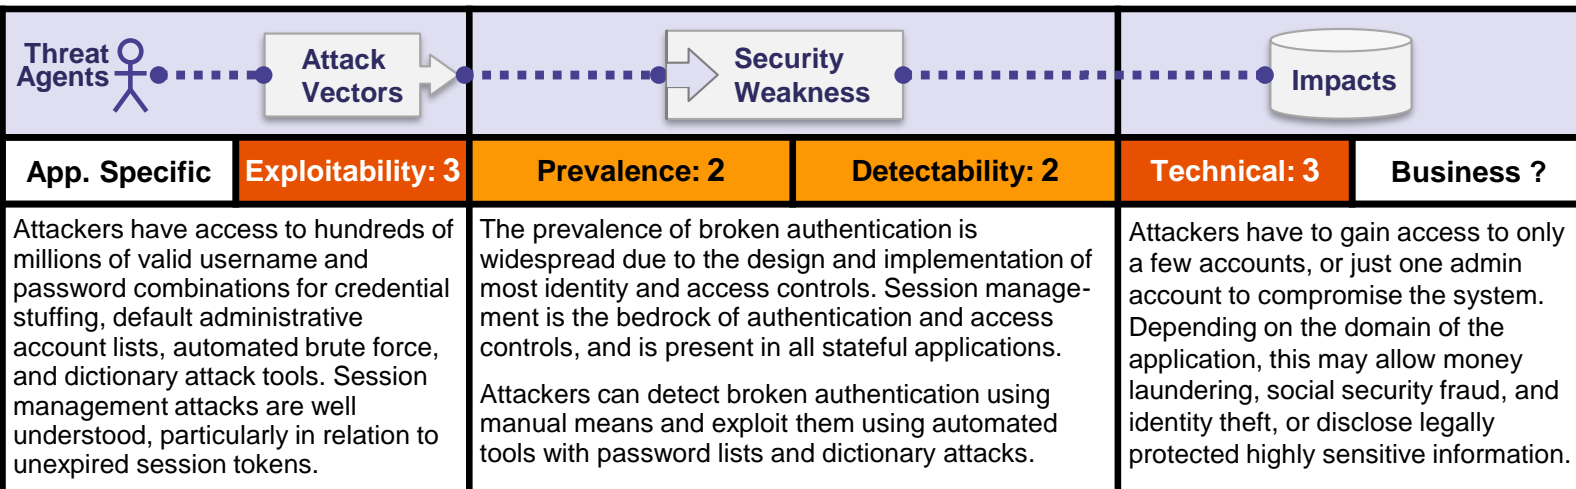 Threat
Agents
Attack
Vectors
Security
Weakness
Impacts
App. Specific
Exploitability: 3
Prevalence: 2
Detectability: 2
Technical: 3
Business ?
Attackers have access to hundreds of
millions of valid username and
password combinations for credential
stuffing, default administrative
account lists, automated brute force,
and dictionary attack tools. Session
management attacks are well
understood, particularly in relation to
unexpired session tokens.
The prevalence of broken authentication is
widespread due to the design and implementation of
most identity and access controls. Session manage-
ment is the bedrock of authentication and access
controls, and is present in all stateful applications.
Attackers can detect broken authentication using
manual means and exploit them using automated
tools with password lists and dictionary attacks.
Attackers have to gain access to only
a few accounts, or just one admin
account to compromise the system.
Depending on the domain of the
application, this may allow money
laundering, social security fraud, and
identity theft, or disclose legally
protected highly sensitive information.